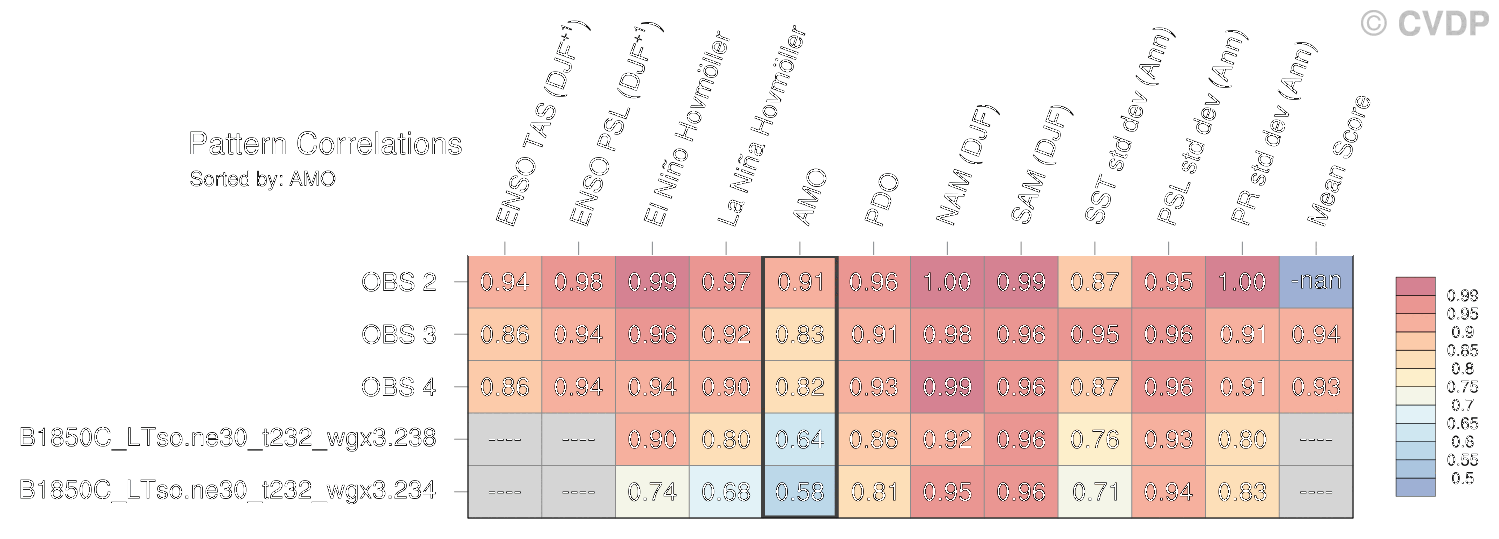 © CVDP
Pattern Correlations
Sorted by: AMO
ENSO TAS (DJF+1)
ENSO PSL (DJF+1)
El Niño Hovmöller
La Niña Hovmöller
AMO
PDO
NAM (DJF)
SAM (DJF)
SST std dev (Ann)
PSL std dev (Ann)
PR std dev (Ann)
Mean Score
OBS 2 0.94 0.98 0.99 0.97 0.91 0.96 1.00 0.99 0.87 0.95 1.00 -nan
OBS 3 0.86 0.94 0.96 0.92 0.83 0.91 0.98 0.96 0.95 0.96 0.91 0.94
OBS 4 0.86 0.94 0.94 0.90 0.82 0.93 0.99 0.96 0.87 0.96 0.91 0.93
B1850C_LTso.ne30_t232_wgx3.238 ---- ---- 0.90 0.80 0.64 0.86 0.92 0.96 0.76 0.93 0.80 ----
B1850C_LTso.ne30_t232_wgx3.234 ---- ---- 0.74 0.68 0.58 0.81 0.95 0.96 0.71 0.94 0.83 ----
0.99
0.95
0.9
0.85
0.8
0.75
0.7
0.65
0.6
0.55
0.5